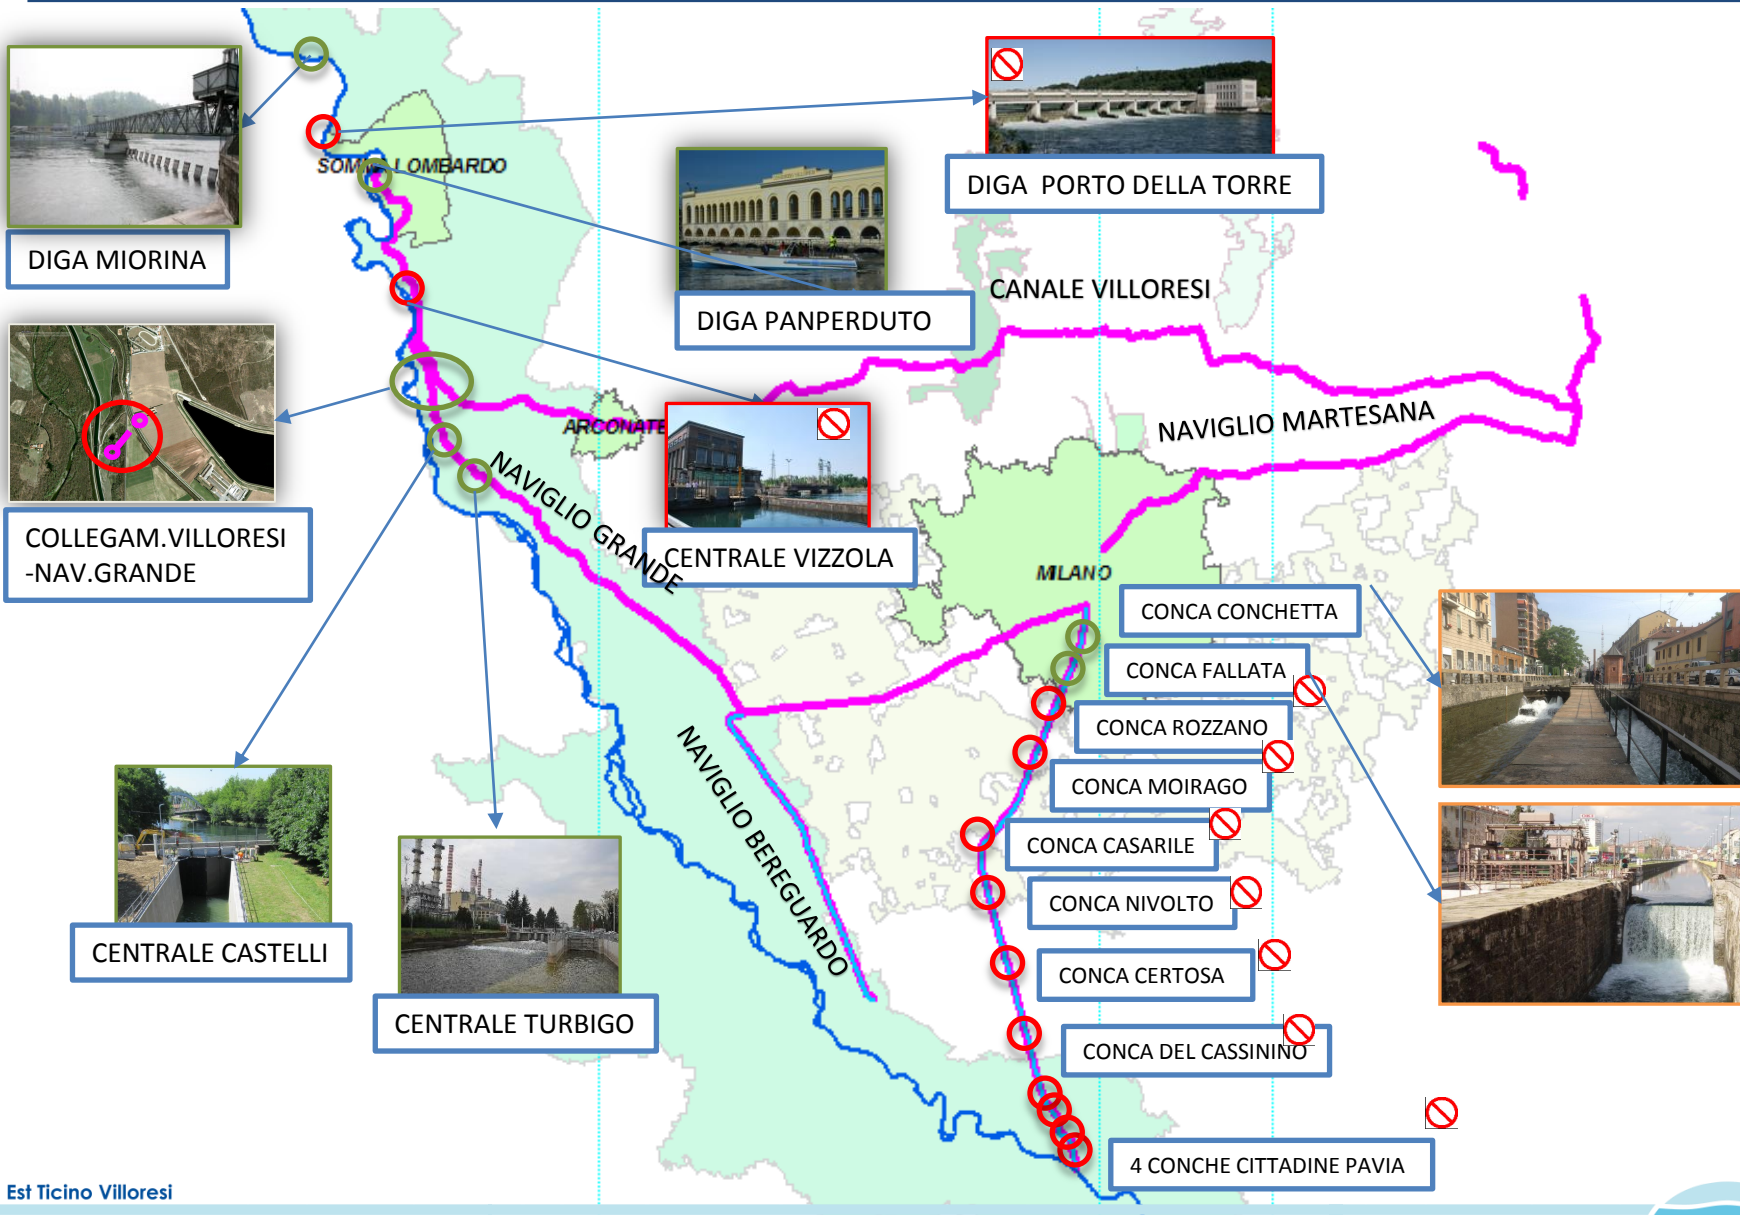 DIGA MIORINA
SOMMA LOMBARDO
DIGA PORTO DELLA TORRE
DIGA PANPERDUTO
CANALE VILLORESI
NAVIGLIO MARTESANA
ARCONATE
COLLEGAM.VILLORESI
-NAV.GRANDE
NAVIGLIO GRANDE
CENTRALE VIZZOLA
MILANO
CONCA CONCHETTA
CONCA FALLATA
CONCA ROZZANO
CONCA MOIRAGO
CONCA CASARILE
CONCA NIVOLTO
CONCA CERTOSA
CONCA DEL CASSININO
4 CONCHE CITTADINE PAVIA
NAVIGLIO BEREGUARDO
CENTRALE CASTELLI
CENTRALE TURBIGO
Est Ticino Villoresi